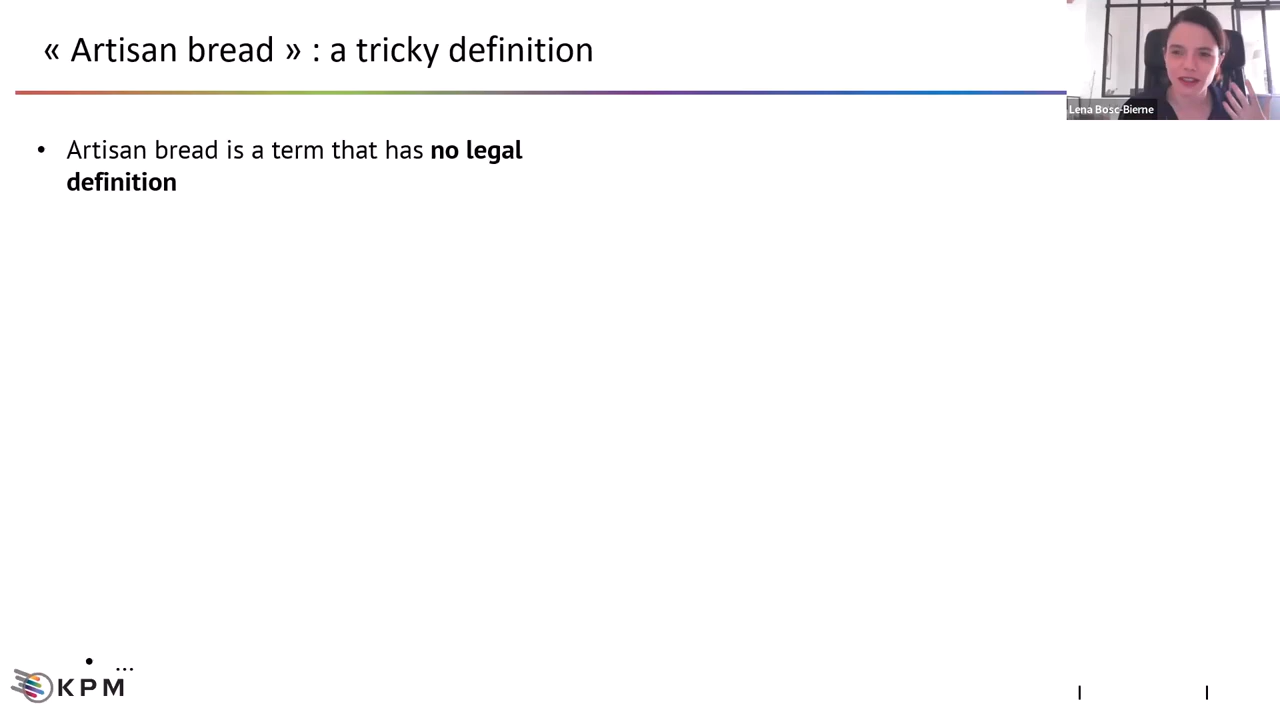 « Artisan bread » : a tricky definition
Lena Bosc-Bierne
• Artisan bread is a term that has no legal
definition
• ...
KPM